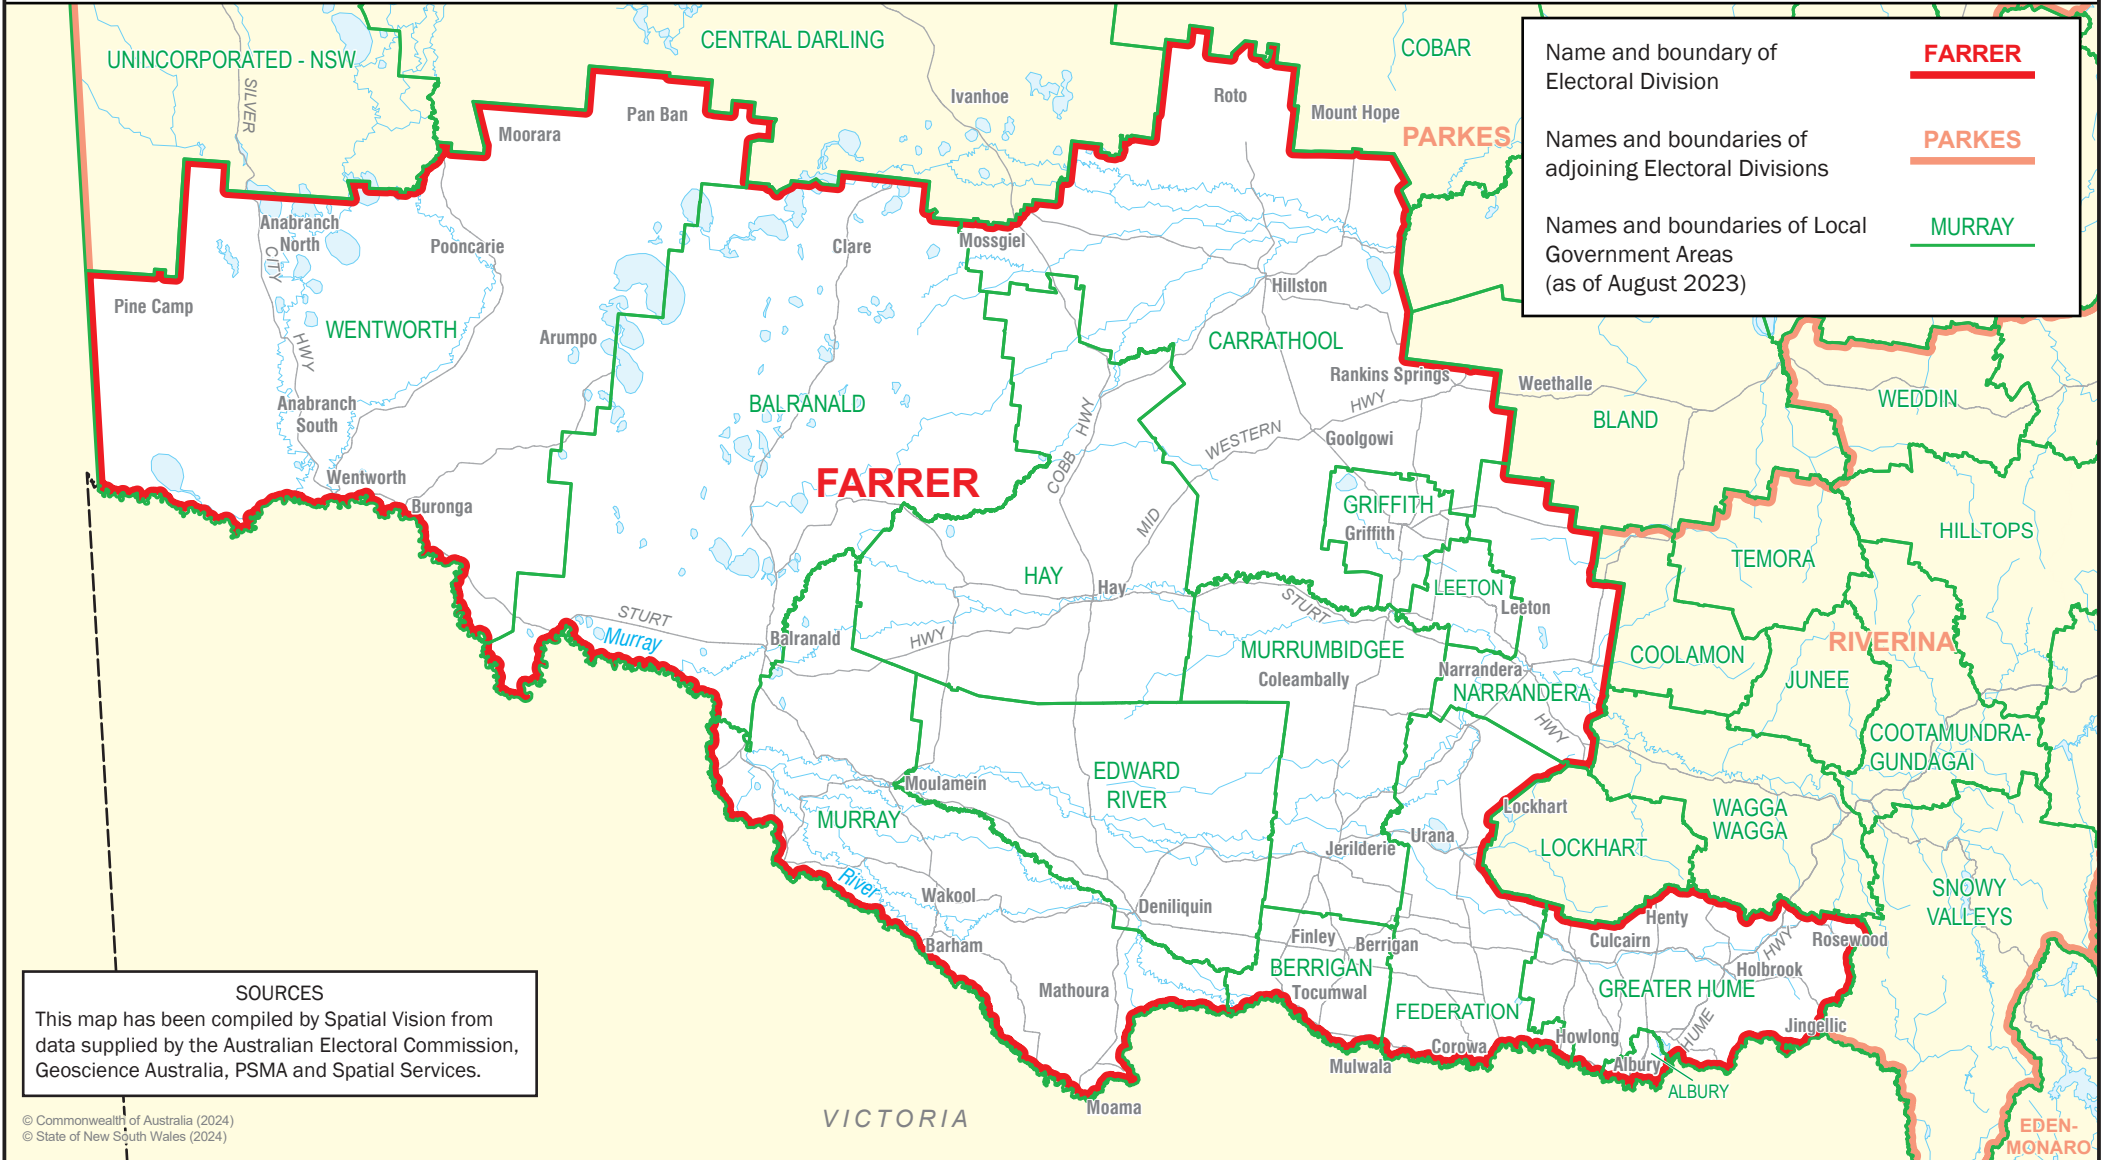 UNINCORPORATED - NSW
CENTRAL DARLING
COBAR
SILVER
Ivanhoe
Roto
Mount Hope
PARKES
Pan Ban
Moorara
Name and boundary of
Electoral Division
FARRER
Names and boundaries of
adjoining Electoral Divisions
PARKES
Names and boundaries of Local
Government Areas
(as of August 2023)
MURRAY
Anabranch
North
CITY
Pooncarie
Clare
Mossgiel
Hillston
Pine Camp
WENTWORTH
HWY
Arumpo
CARRATHOOL
Rankins Springs
Weethalle
WEDDIN
BLAND
Anabranch
South
BALRANALD
COBB
HWY
WESTERN
HWY
Goolgowi
FARRER
Wentworth
Buronga
MID
GRIFFITH
Griffith
HILLTOPS
TEMORA
HAY
Hay
LEETON
Leeton
STURT
Murray
Balranald
HWY
STURT
MURRUMBIDGEE
Coleambally
Narrandera
NARRANDERA
HWY
COOLAMON
RIVERINA
JUNEE
COOTAMUNDRA-
GUNDAGAI
Moulamein
EDWARD
RIVER
MURRAY
Lockhart
LOCKHART
WAGGA
WAGGA
Urana
Jerilderie
River
Wakool
Deniliquin
SNOWY
VALLEYS
Barham
Finley
Berrigan
BERRIGAN
Tocumwal
Henty
Culcairn
HWY
Rosewood
Holbrook
GREATER HUME
Mathoura
FEDERATION
HUME
Jingellic
Howlong
Corowa
Mulwala
Albury
ALBURY
Moama
VICTORIA
EDEN-
MONARO
SOURCES
This map has been compiled by Spatial Vision from
data supplied by the Australian Electoral Commission,
Geoscience Australia, PSMA and Spatial Services.
© Commonwealth of Australia (2024)
© State of New South Wales (2024)